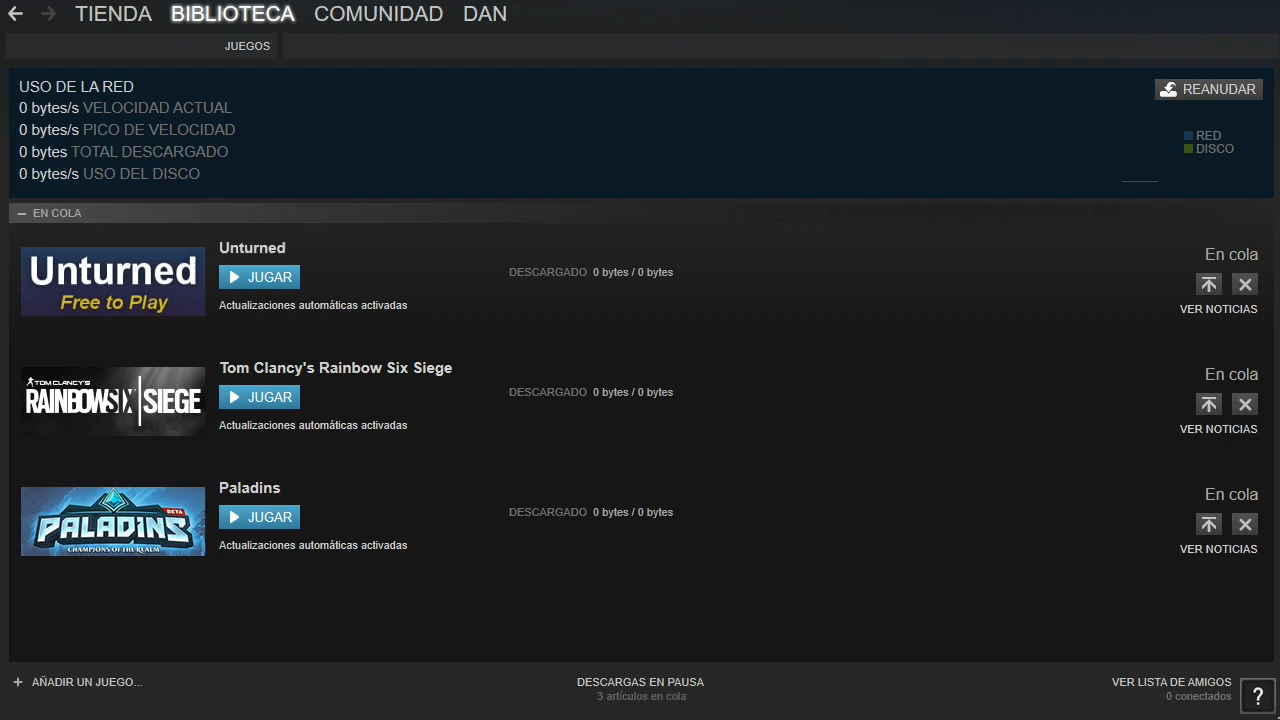 TIENDA BIBLIOTECA COMUNIDAD DAN
JUEGOS
USO DE LA RED
0 bytes/s VELOCIDAD ACTUAL
0 bytes/s PICO DE VELOCIDAD
0 bytes TOTAL DESCARGADO
0 bytes/s USO DEL DISCO
REANUDAR
RED
DISCO
EN COLA
Unturned
Free to Play
Unturned
JUGAR
Actualizaciones automáticas activadas
DESCARGADO 0 bytes / 0 bytes
En cola
VER NOTICIAS
TOM CLANCY'S
RAINBOWSIX SIEGE
Tom Clancy's Rainbow Six Siege
JUGAR
Actualizaciones automáticas activadas
DESCARGADO 0 bytes / 0 bytes
En cola
VER NOTICIAS
BETA
PALADINS
CHAMPIONS OF THE REALM
Paladins
JUGAR
Actualizaciones automáticas activadas
DESCARGADO 0 bytes / 0 bytes
En cola
VER NOTICIAS
+ AÑADIR UN JUEGO...
DESCARGAS EN PAUSA
3 artículos en cola
VER LISTA DE AMIGOS
0 conectados
?